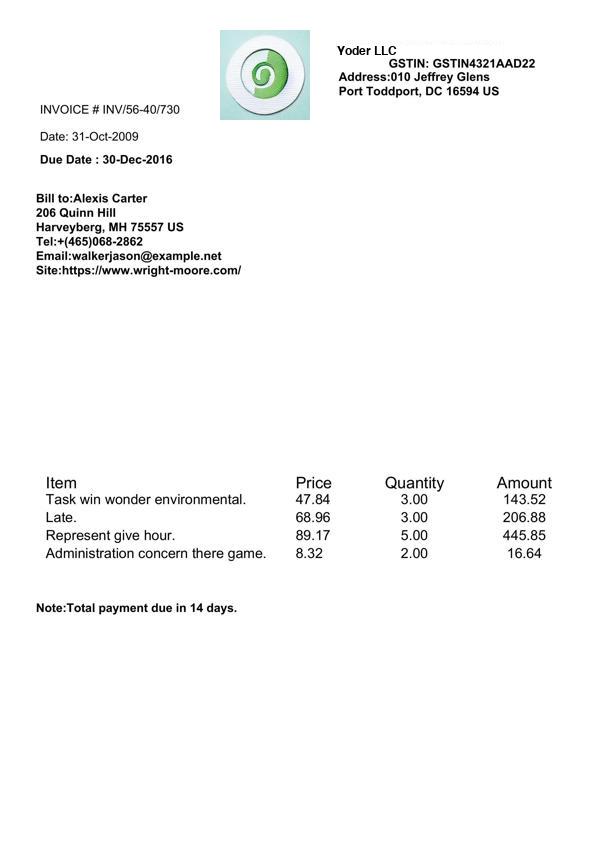 Yoder LLC
GSTIN: GSTIN4321AAD22
Address:010 Jeffrey Glens
Port Toddport, DC 16594 US
INVOICE # INV/56-40/730
Date: 31-Oct-2009
Due Date : 30-Dec-2016
Bill to:Alexis Carter
206 Quinn Hill
Harveyberg, MH 75557 US
Tel:+(465)068-2862
Email:walkerjason@example.net
Site:https://www.wright-moore.com/
Item Price Quantity Amount
Task win wonder environmental. 47.84 3.00 143.52
Late. 68.96 3.00 206.88
Represent give hour. 89.17 5.00 445.85
Administration concern there game. 8.32 2.00 16.64
Note:Total payment due in 14 days.